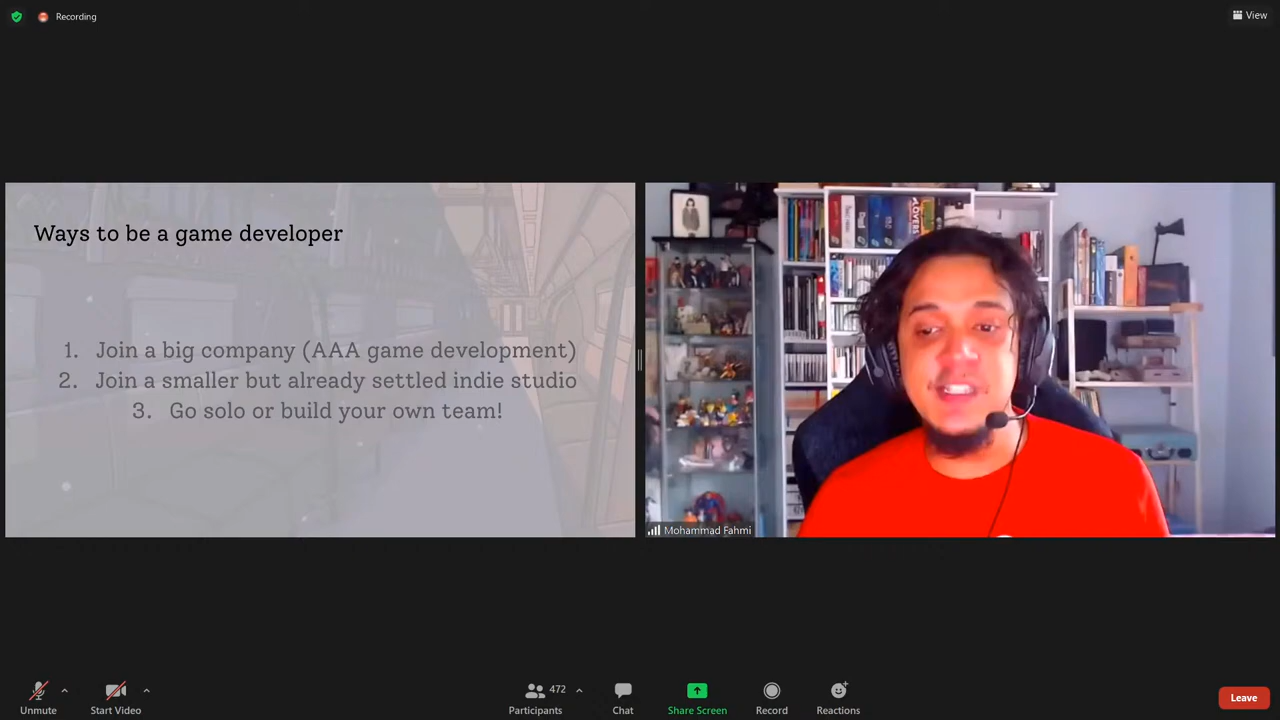 Recording
View
Ways to be a game developer
1. Join a big company (AAA game development)
2. Join a smaller but already settled indie studio
3. Go solo or build your own team!
Mohammad Fahmi
Unmute
Start Video
472
Participants
Chat
Share Screen
Record
Reactions
Leave